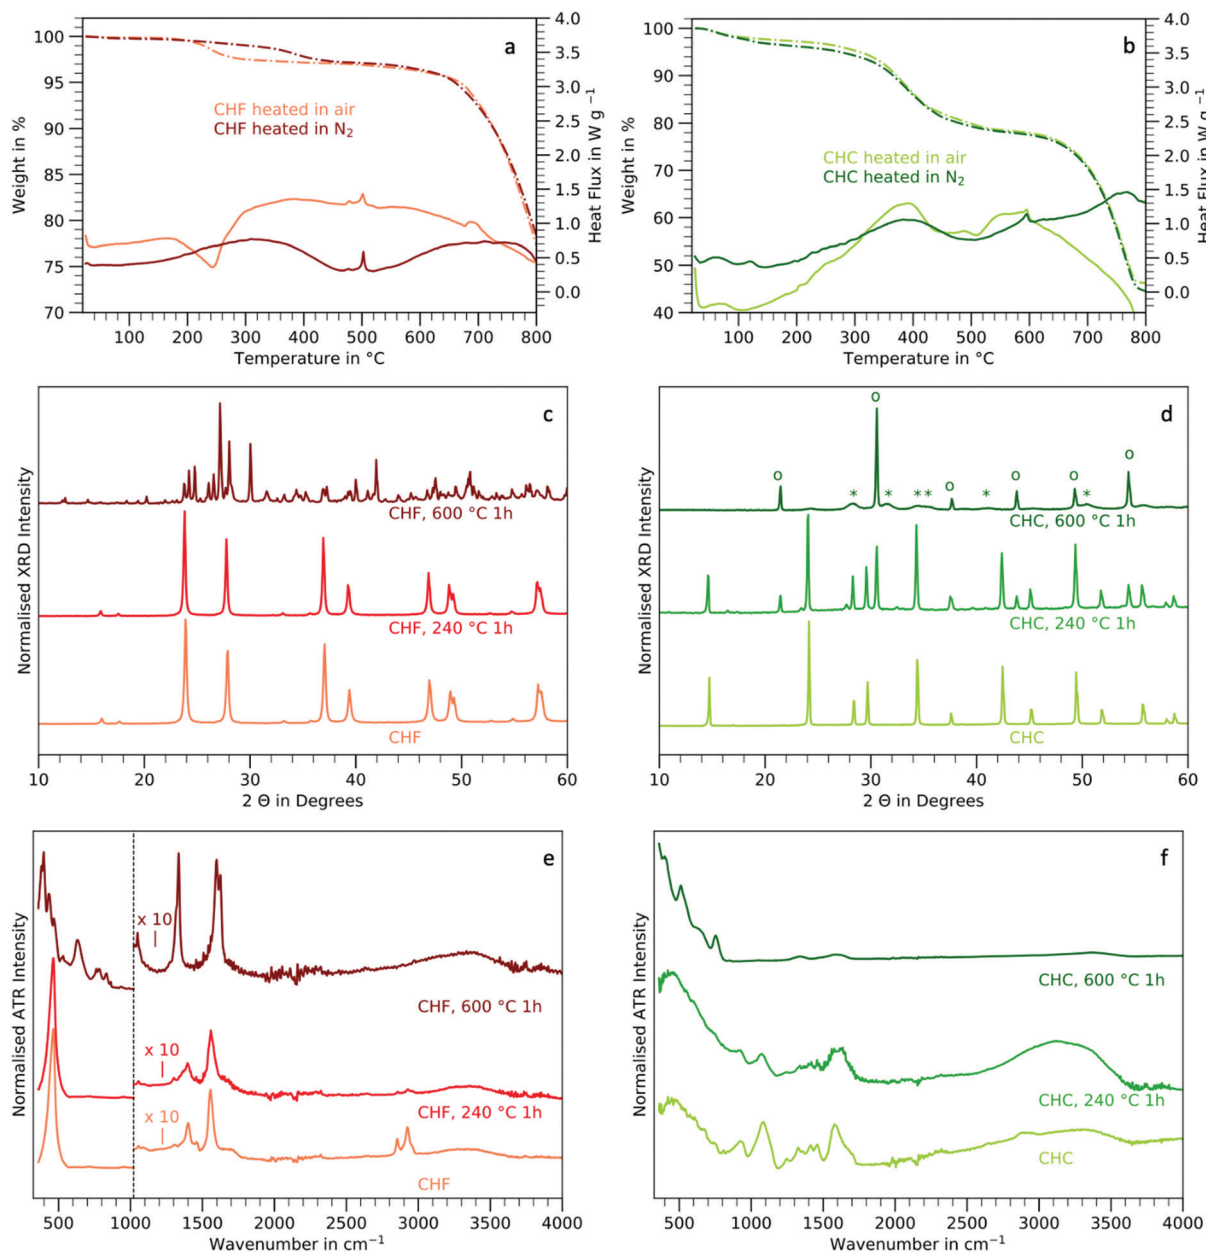 a
100
95
90
85
80
75
70
Weight in %
CHF heated in air
CHF heated in N₂
4.0
3.5
3.0
2.5
2.0
1.5
1.0
0.5
0.0
Heat Flux in W g⁻¹
100 200 300 400 500 600 700 800
Temperature in °C
b
100
90
80
70
60
50
40
Weight in %
CHC heated in air
CHC heated in N₂
4.0
3.5
3.0
2.5
2.0
1.5
1.0
0.5
0.0
Heat Flux in W g⁻¹
100 200 300 400 500 600 700 800
Temperature in °C
c
Normalised XRD Intensity
CHF, 600 °C 1h
CHF, 240 °C 1h
CHF
10 20 30 40 50 60
2 Θ in Degrees
d
Normalised XRD Intensity
o o o o o o
* * ** * *
CHC, 600 °C 1h
CHC, 240 °C 1h
CHC
10 20 30 40 50 60
2 Θ in Degrees
e
Normalised ATR Intensity
x 10
CHF, 600 °C 1h
x 10
CHF, 240 °C 1h
x 10
CHF
500 1000 1500 2000 2500 3000 3500 4000
Wavenumber in cm⁻¹
f
Normalised ATR Intensity
CHC, 600 °C 1h
CHC, 240 °C 1h
CHC
500 1000 1500 2000 2500 3000 3500 4000
Wavenumber in cm⁻¹